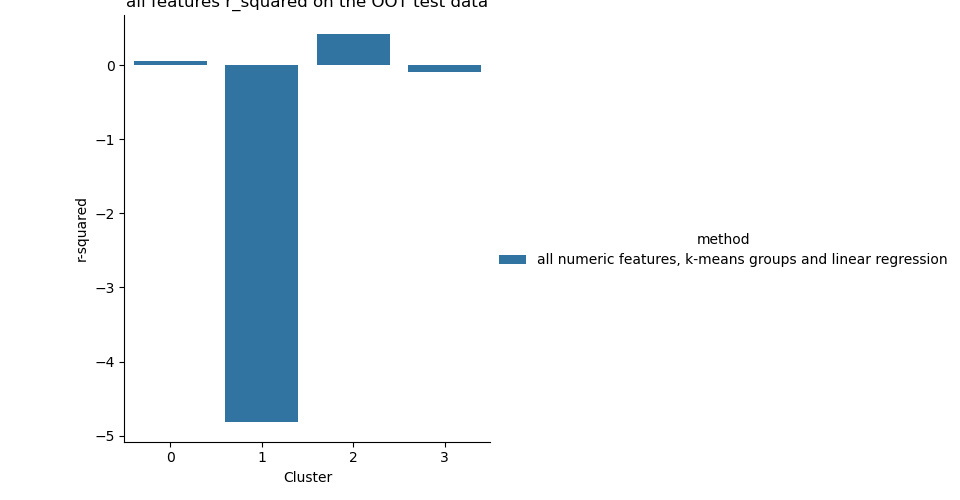 all features r_squared on the OOT test data
0
−1
−2
−3
−4
−5
r-squared
0 1 2 3
Cluster
method
all numeric features, k-means groups and linear regression